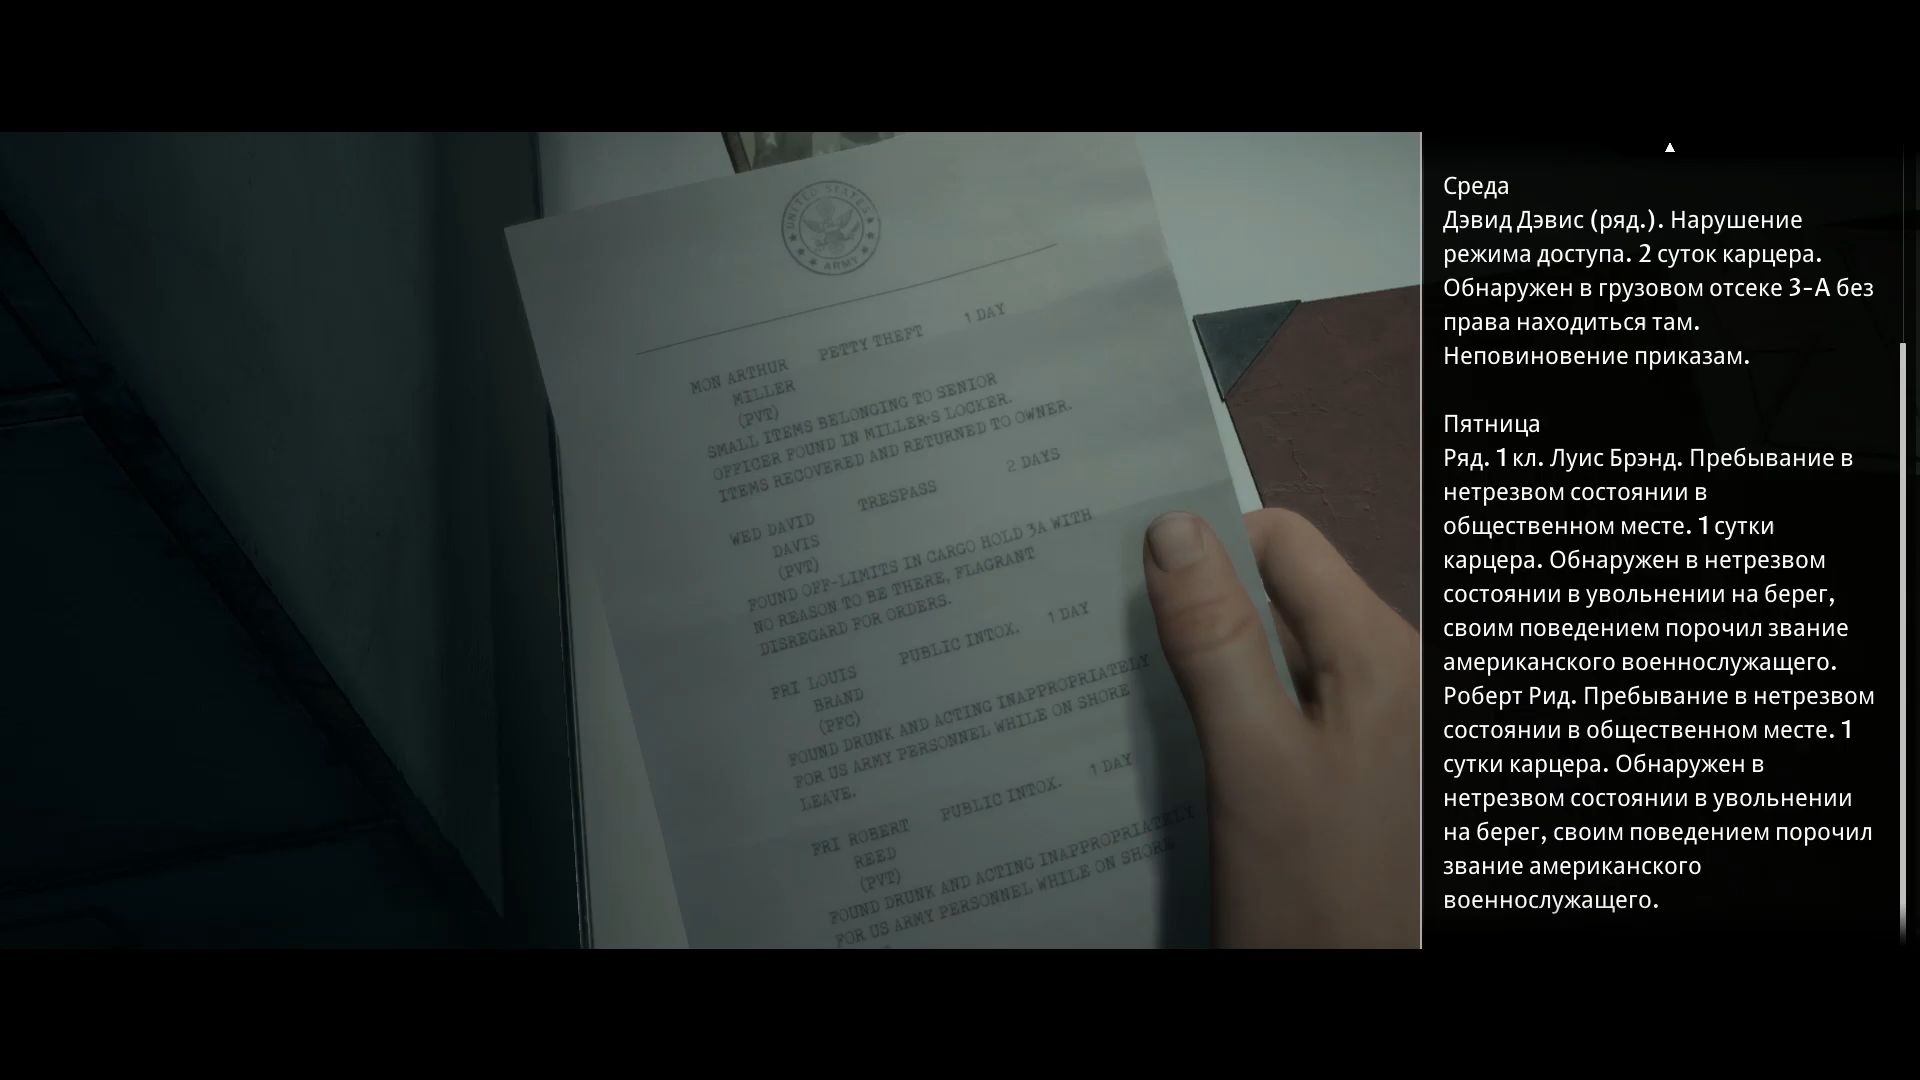 UNITED STATES
ARMY
MON ARTHUR PETTY THEFT 1 DAY
MILLER
(PVT)
SMALL ITEMS BELONGING TO SENIOR
OFFICER FOUND IN MILLER'S LOCKER.
ITEMS RECOVERED AND RETURNED TO OWNER.
WED DAVID TRESPASS 2 DAYS
DAVIS
(PVT)
FOUND OFF-LIMITS IN CARGO HOLD 3A WITH
NO REASON TO BE THERE, FLAGRANT
DISREGARD FOR ORDERS.
FRI LOUIS PUBLIC INTOX. 1 DAY
BRAND
(PFC)
FOUND DRUNK AND ACTING INAPPROPRIATELY
FOR US ARMY PERSONNEL WHILE ON SHORE
LEAVE.
FRI ROBERT PUBLIC INTOX. 1 DAY
REED
(PVT)
FOUND DRUNK AND ACTING INAPPROPRIATELY
FOR US ARMY PERSONNEL WHILE ON SHORE
Среда
Дэвид Дэвис (ряд.). Нарушение
режима доступа. 2 суток карцера.
Обнаружен в грузовом отсеке 3-А без
права находиться там.
Неповиновение приказам.
Пятница
Ряд. 1 кл. Луис Брэнд. Пребывание в
нетрезвом состоянии в
общественном месте. 1 сутки
карцера. Обнаружен в нетрезвом
состоянии в увольнении на берег,
своим поведением порочил звание
американского военнослужащего.
Роберт Рид. Пребывание в нетрезвом
состоянии в общественном месте. 1
сутки карцера. Обнаружен в
нетрезвом состоянии в увольнении
на берег, своим поведением порочил
звание американского
военнослужащего.